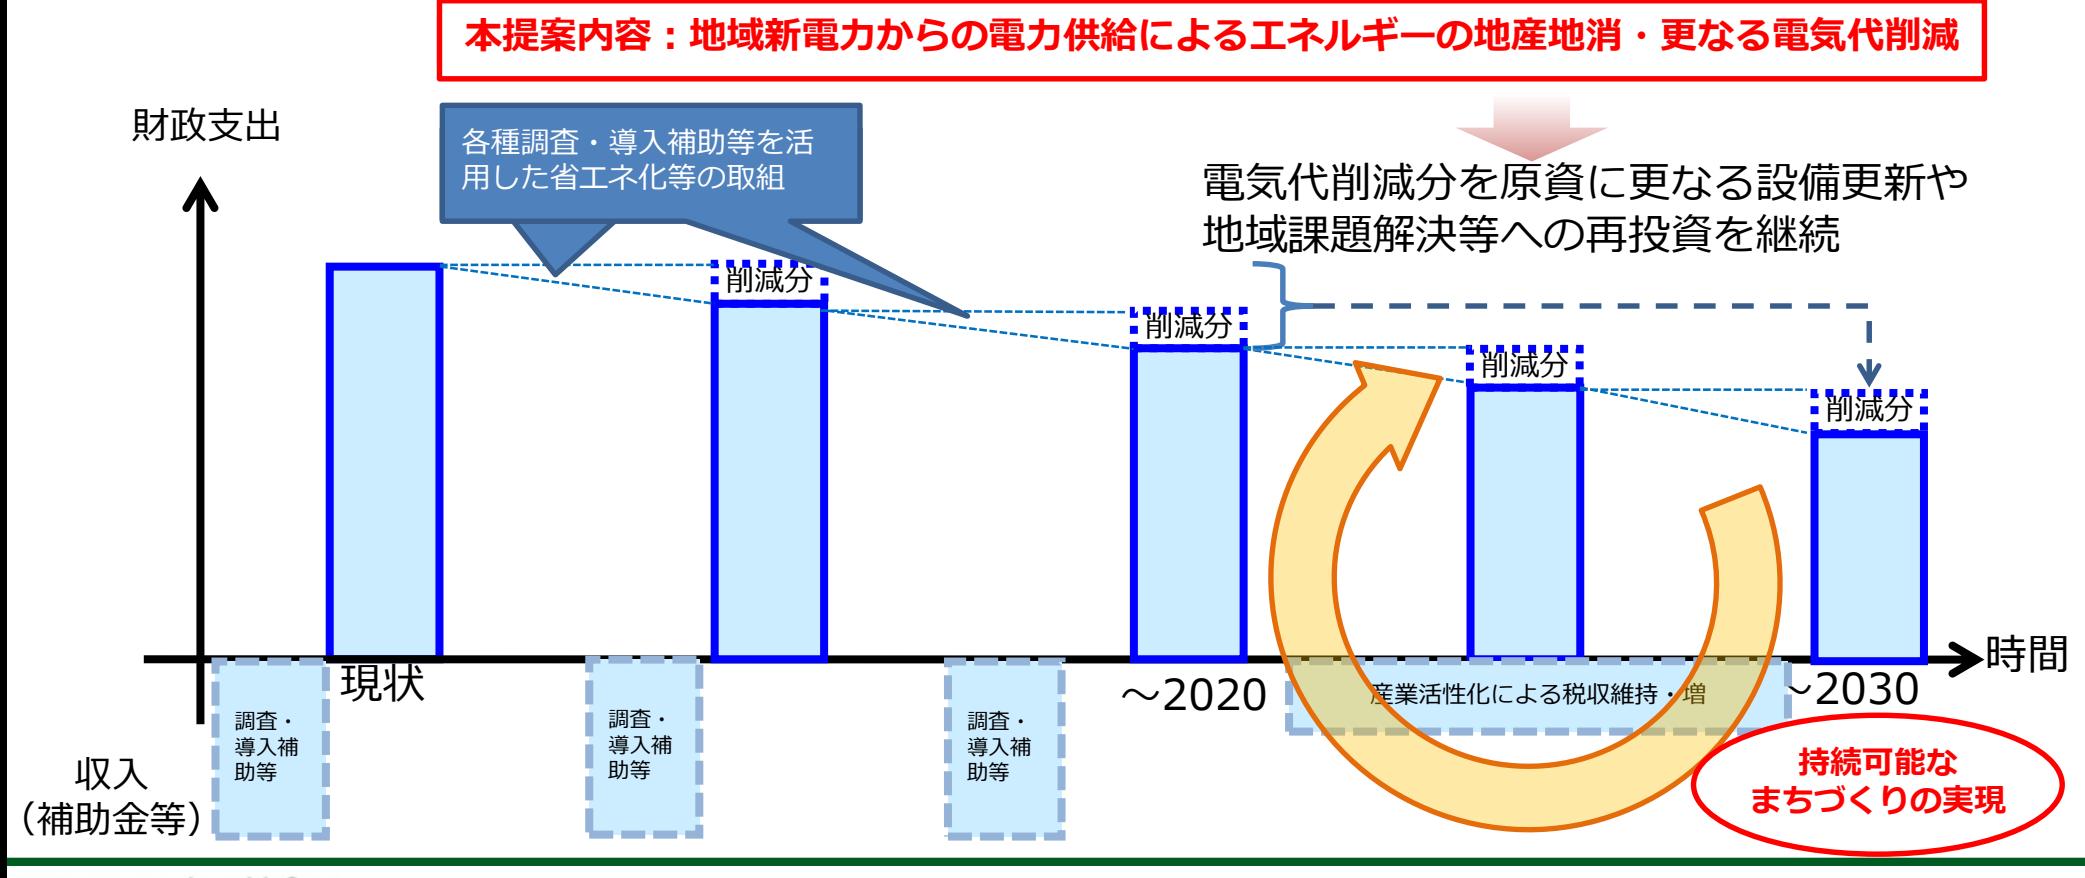 本提案内容：地域新電力からの電力供給によるエネルギーの地産地消・更なる電気代削減
財政支出
各種調査・導入補助等を活
用した省エネ化等の取組
電気代削減分を原資に更なる設備更新や
地域課題解決等への再投資を継続
削減分
削減分
削減分
削減分
時間
現状
～2020
～2030
調査・
導入補
助等
調査・
導入補
助等
調査・
導入補
助等
産業活性化による税収維持・増
収入
（補助金等）
持続可能な
まちづくりの実現